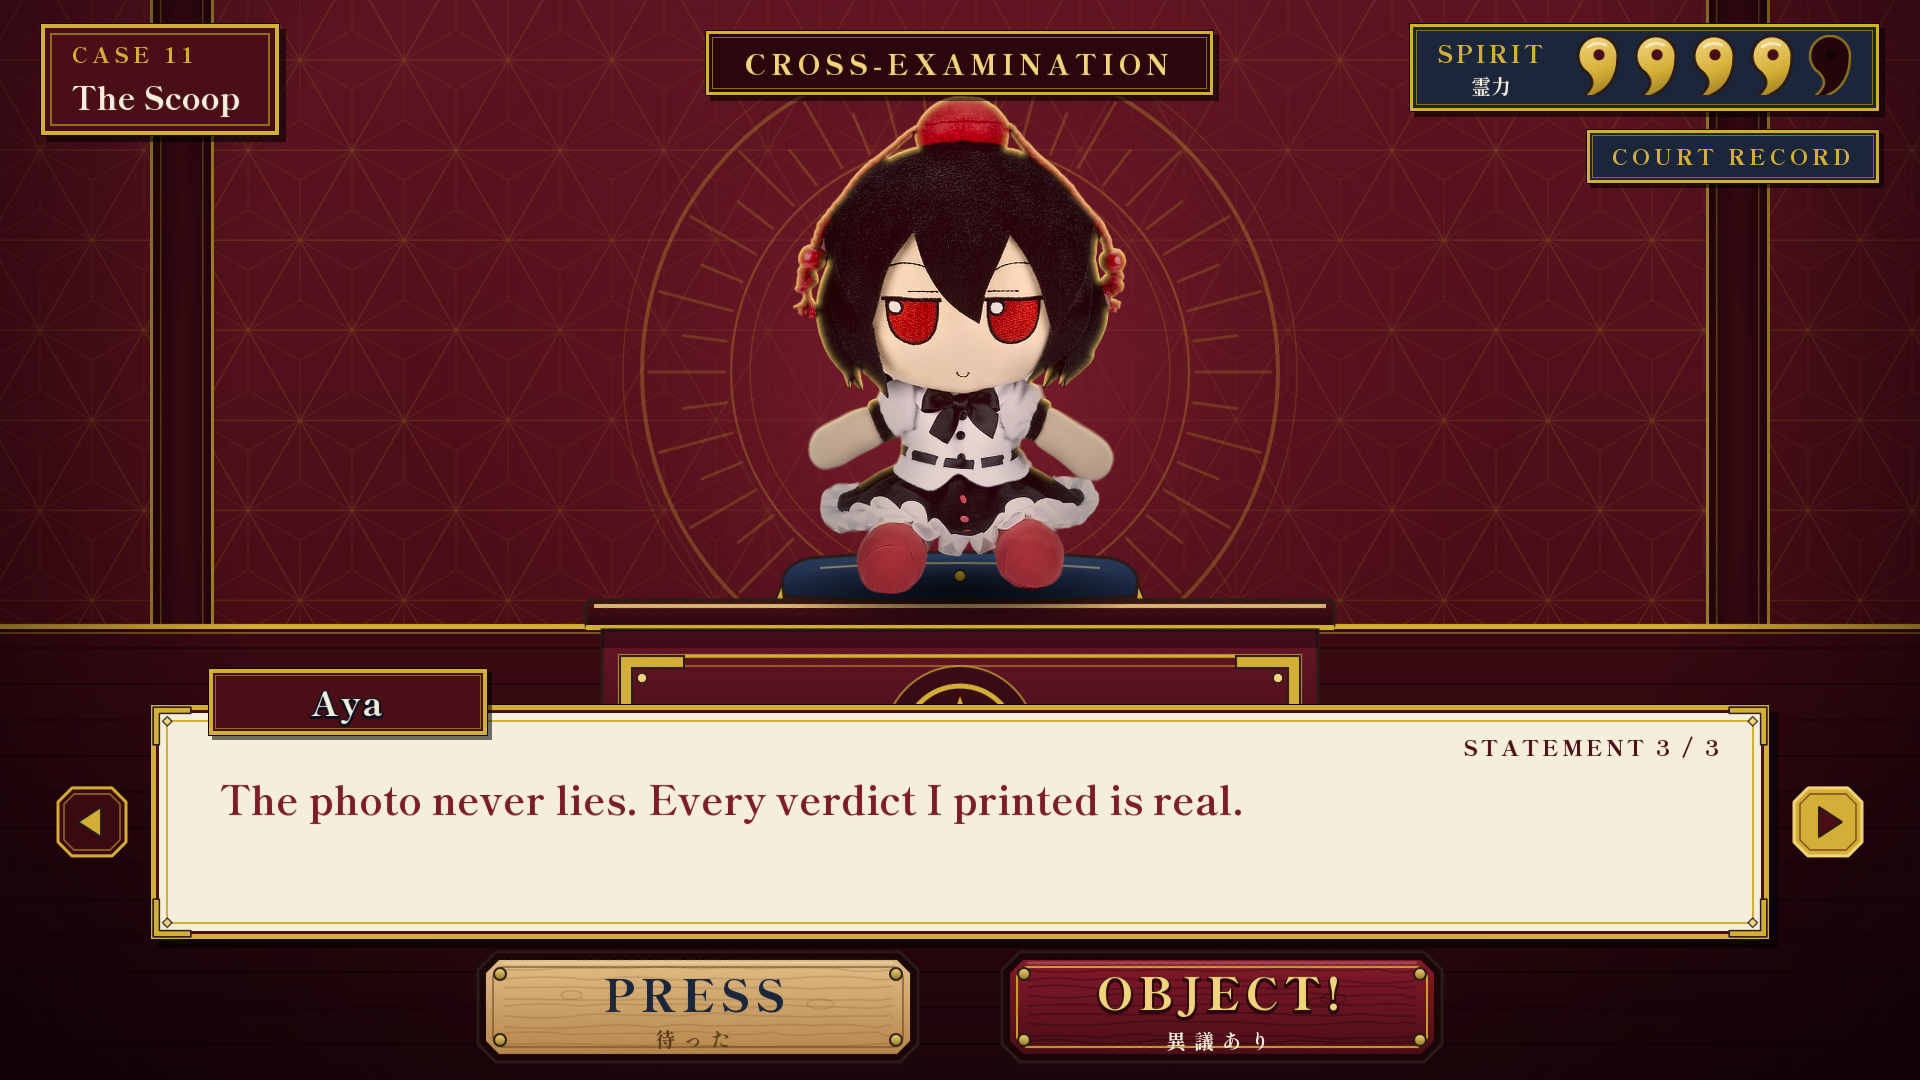 CASE 11
The Scoop
CROSS-EXAMINATION
SPIRIT
霊力
COURT RECORD
Aya
STATEMENT 3 / 3
The photo never lies. Every verdict I printed is real.
PRESS
待った
OBJECT!
異議あり